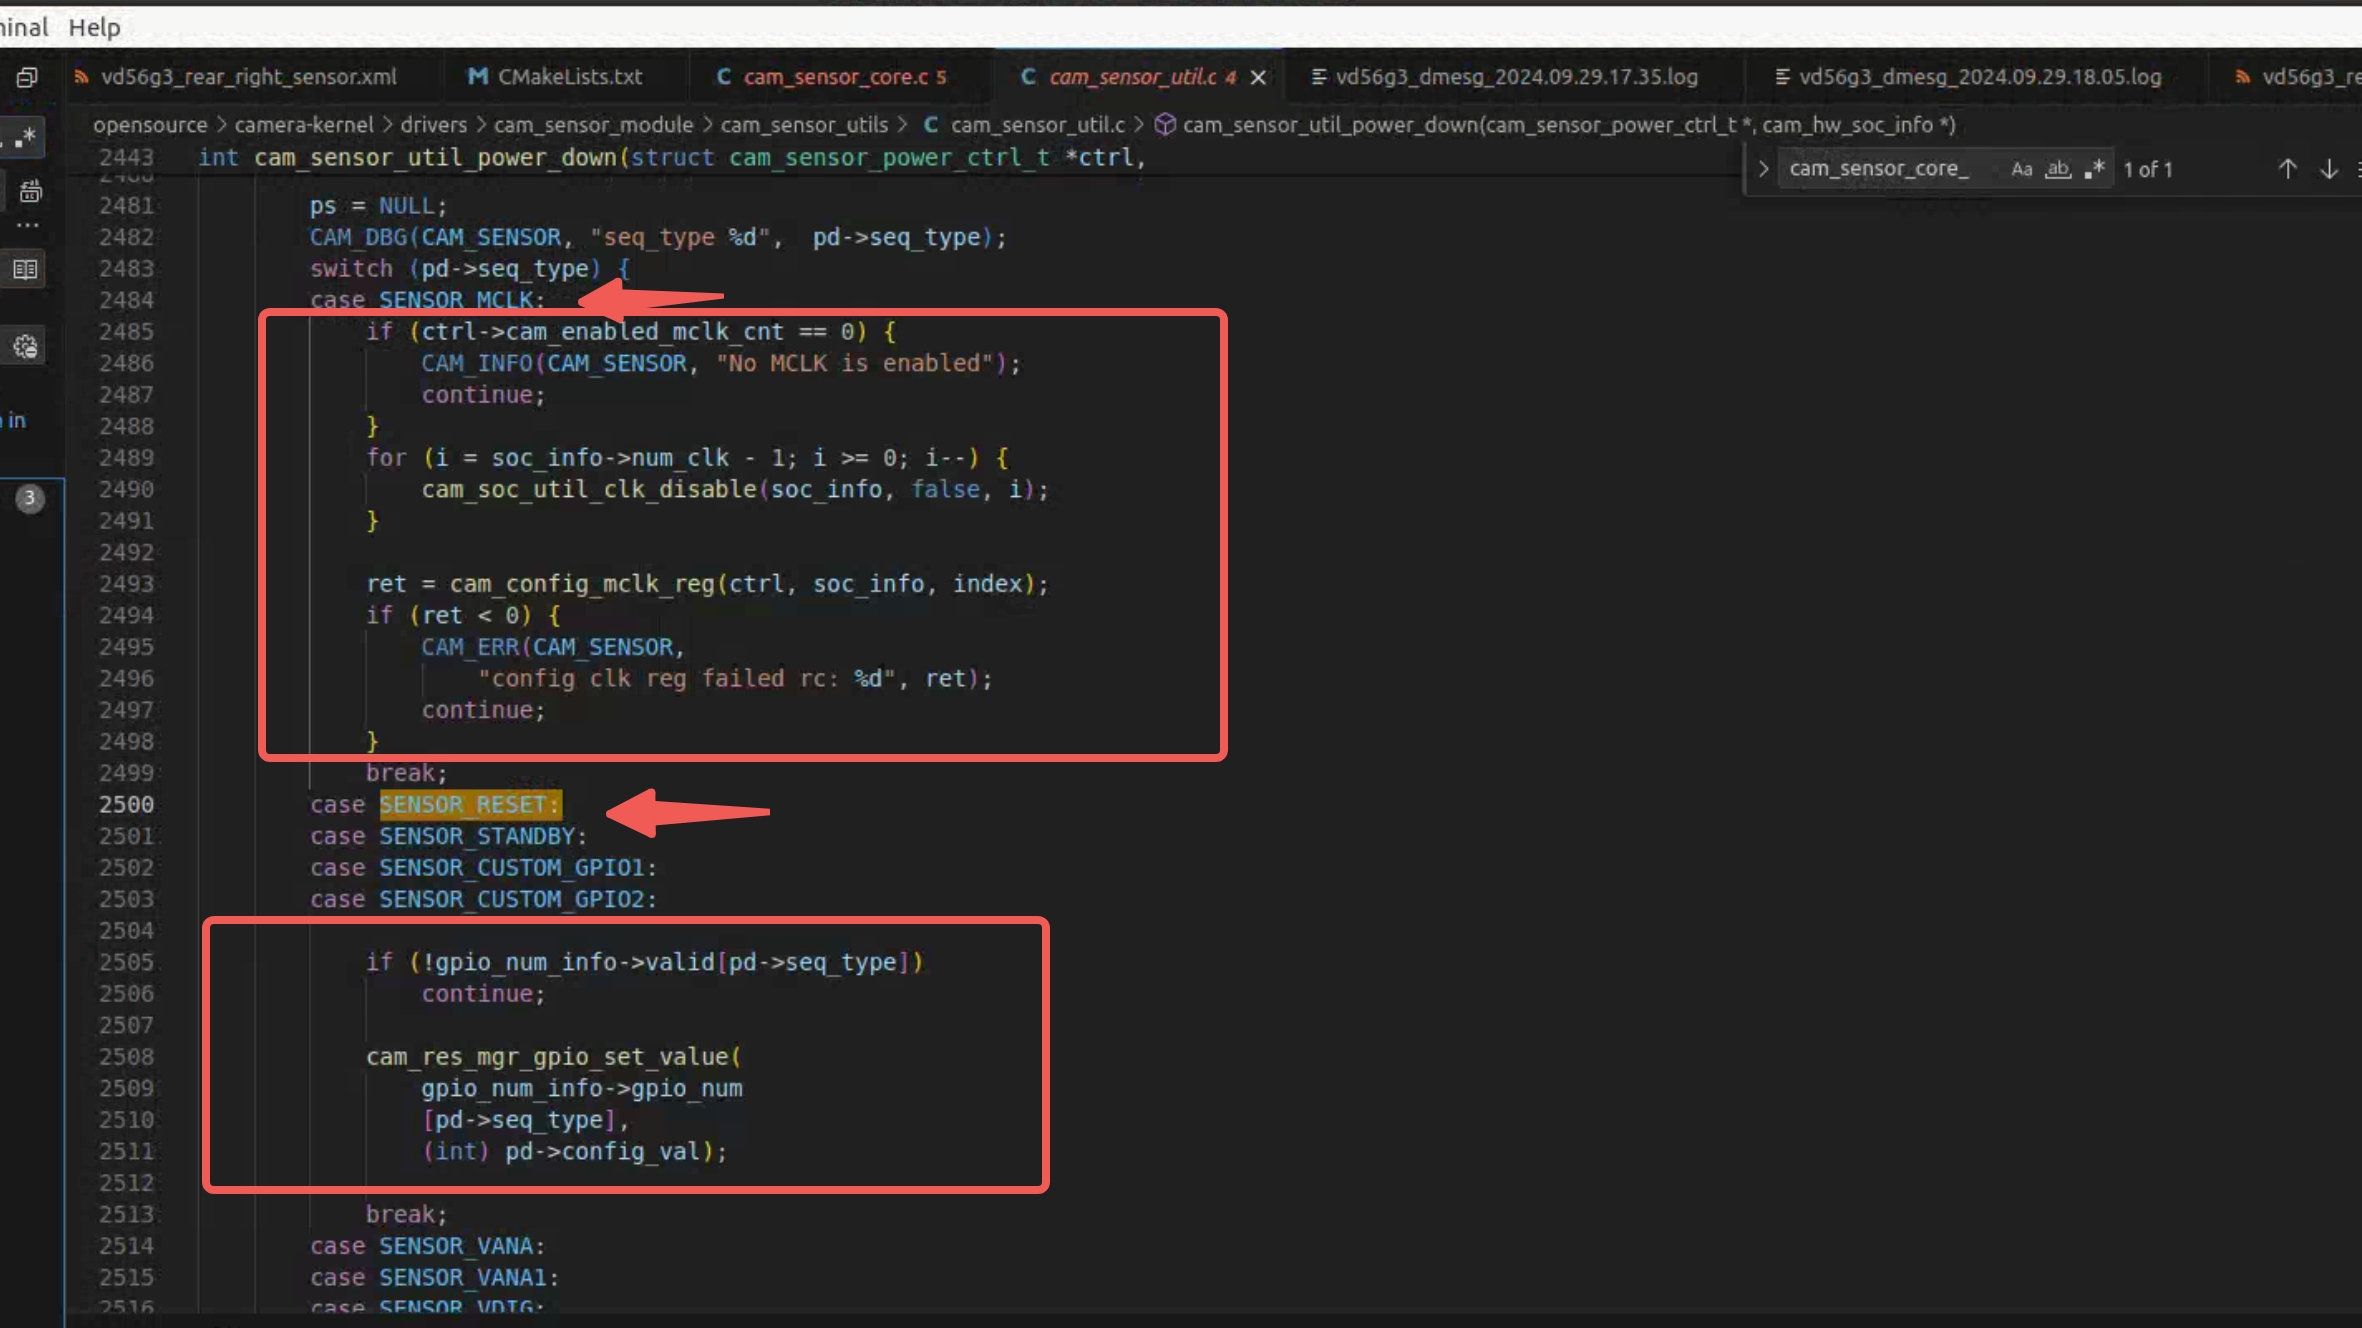 Help
vd56g3_rear_right_sensor.xml
M CMakeLists.txt
C cam_sensor_core.c 5
C cam_sensor_util.c 4
vd56g3_dmesg_2024.09.29.17.35.log
vd56g3_dmesg_2024.09.29.18.05.log
opensource > camera-kernel > drivers > cam_sensor_module > cam_sensor_utils > C cam_sensor_util.c > cam_sensor_util_power_down(cam_sensor_power_ctrl_t *, cam_hw_soc_info *)
2443 int cam_sensor_util_power_down(struct cam_sensor_power_ctrl_t *ctrl,
> cam_sensor_core_ Aa ab .* 1 of 1
2481 ps = NULL;
2482 CAM_DBG(CAM_SENSOR, "seq_type %d", pd->seq_type);
2483 switch (pd->seq_type) {
2484 case SENSOR_MCLK:
2485 if (ctrl->cam_enabled_mclk_cnt == 0) {
2486 CAM_INFO(CAM_SENSOR, "No MCLK is enabled");
2487 continue;
2488 }
2489 for (i = soc_info->num_clk - 1; i >= 0; i--) {
2490 cam_soc_util_clk_disable(soc_info, false, i);
2491 }
2492
2493 ret = cam_config_mclk_reg(ctrl, soc_info, index);
2494 if (ret < 0) {
2495 CAM_ERR(CAM_SENSOR,
2496 "config clk reg failed rc: %d", ret);
2497 continue;
2498 }
2499 break;
2500 case SENSOR_RESET:
2501 case SENSOR_STANDBY:
2502 case SENSOR_CUSTOM_GPIO1:
2503 case SENSOR_CUSTOM_GPIO2:
2504
2505 if (!gpio_num_info->valid[pd->seq_type])
2506 continue;
2507
2508 cam_res_mgr_gpio_set_value(
2509 gpio_num_info->gpio_num
2510 [pd->seq_type],
2511 (int) pd->config_val);
2512
2513 break;
2514 case SENSOR_VANA:
2515 case SENSOR_VANA1:
2516 case SENSOR_VDIG:
in
3